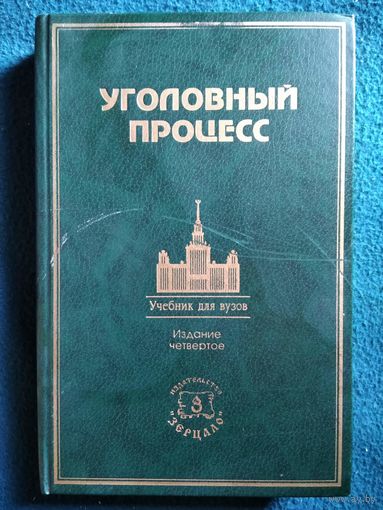 УГОЛОВНЫЙ
ПРОЦЕСС
Учебник для вузов
Издание
четвертое
ИЗДАТЕЛЬСТВО
"ЗЕРЦАЛО"